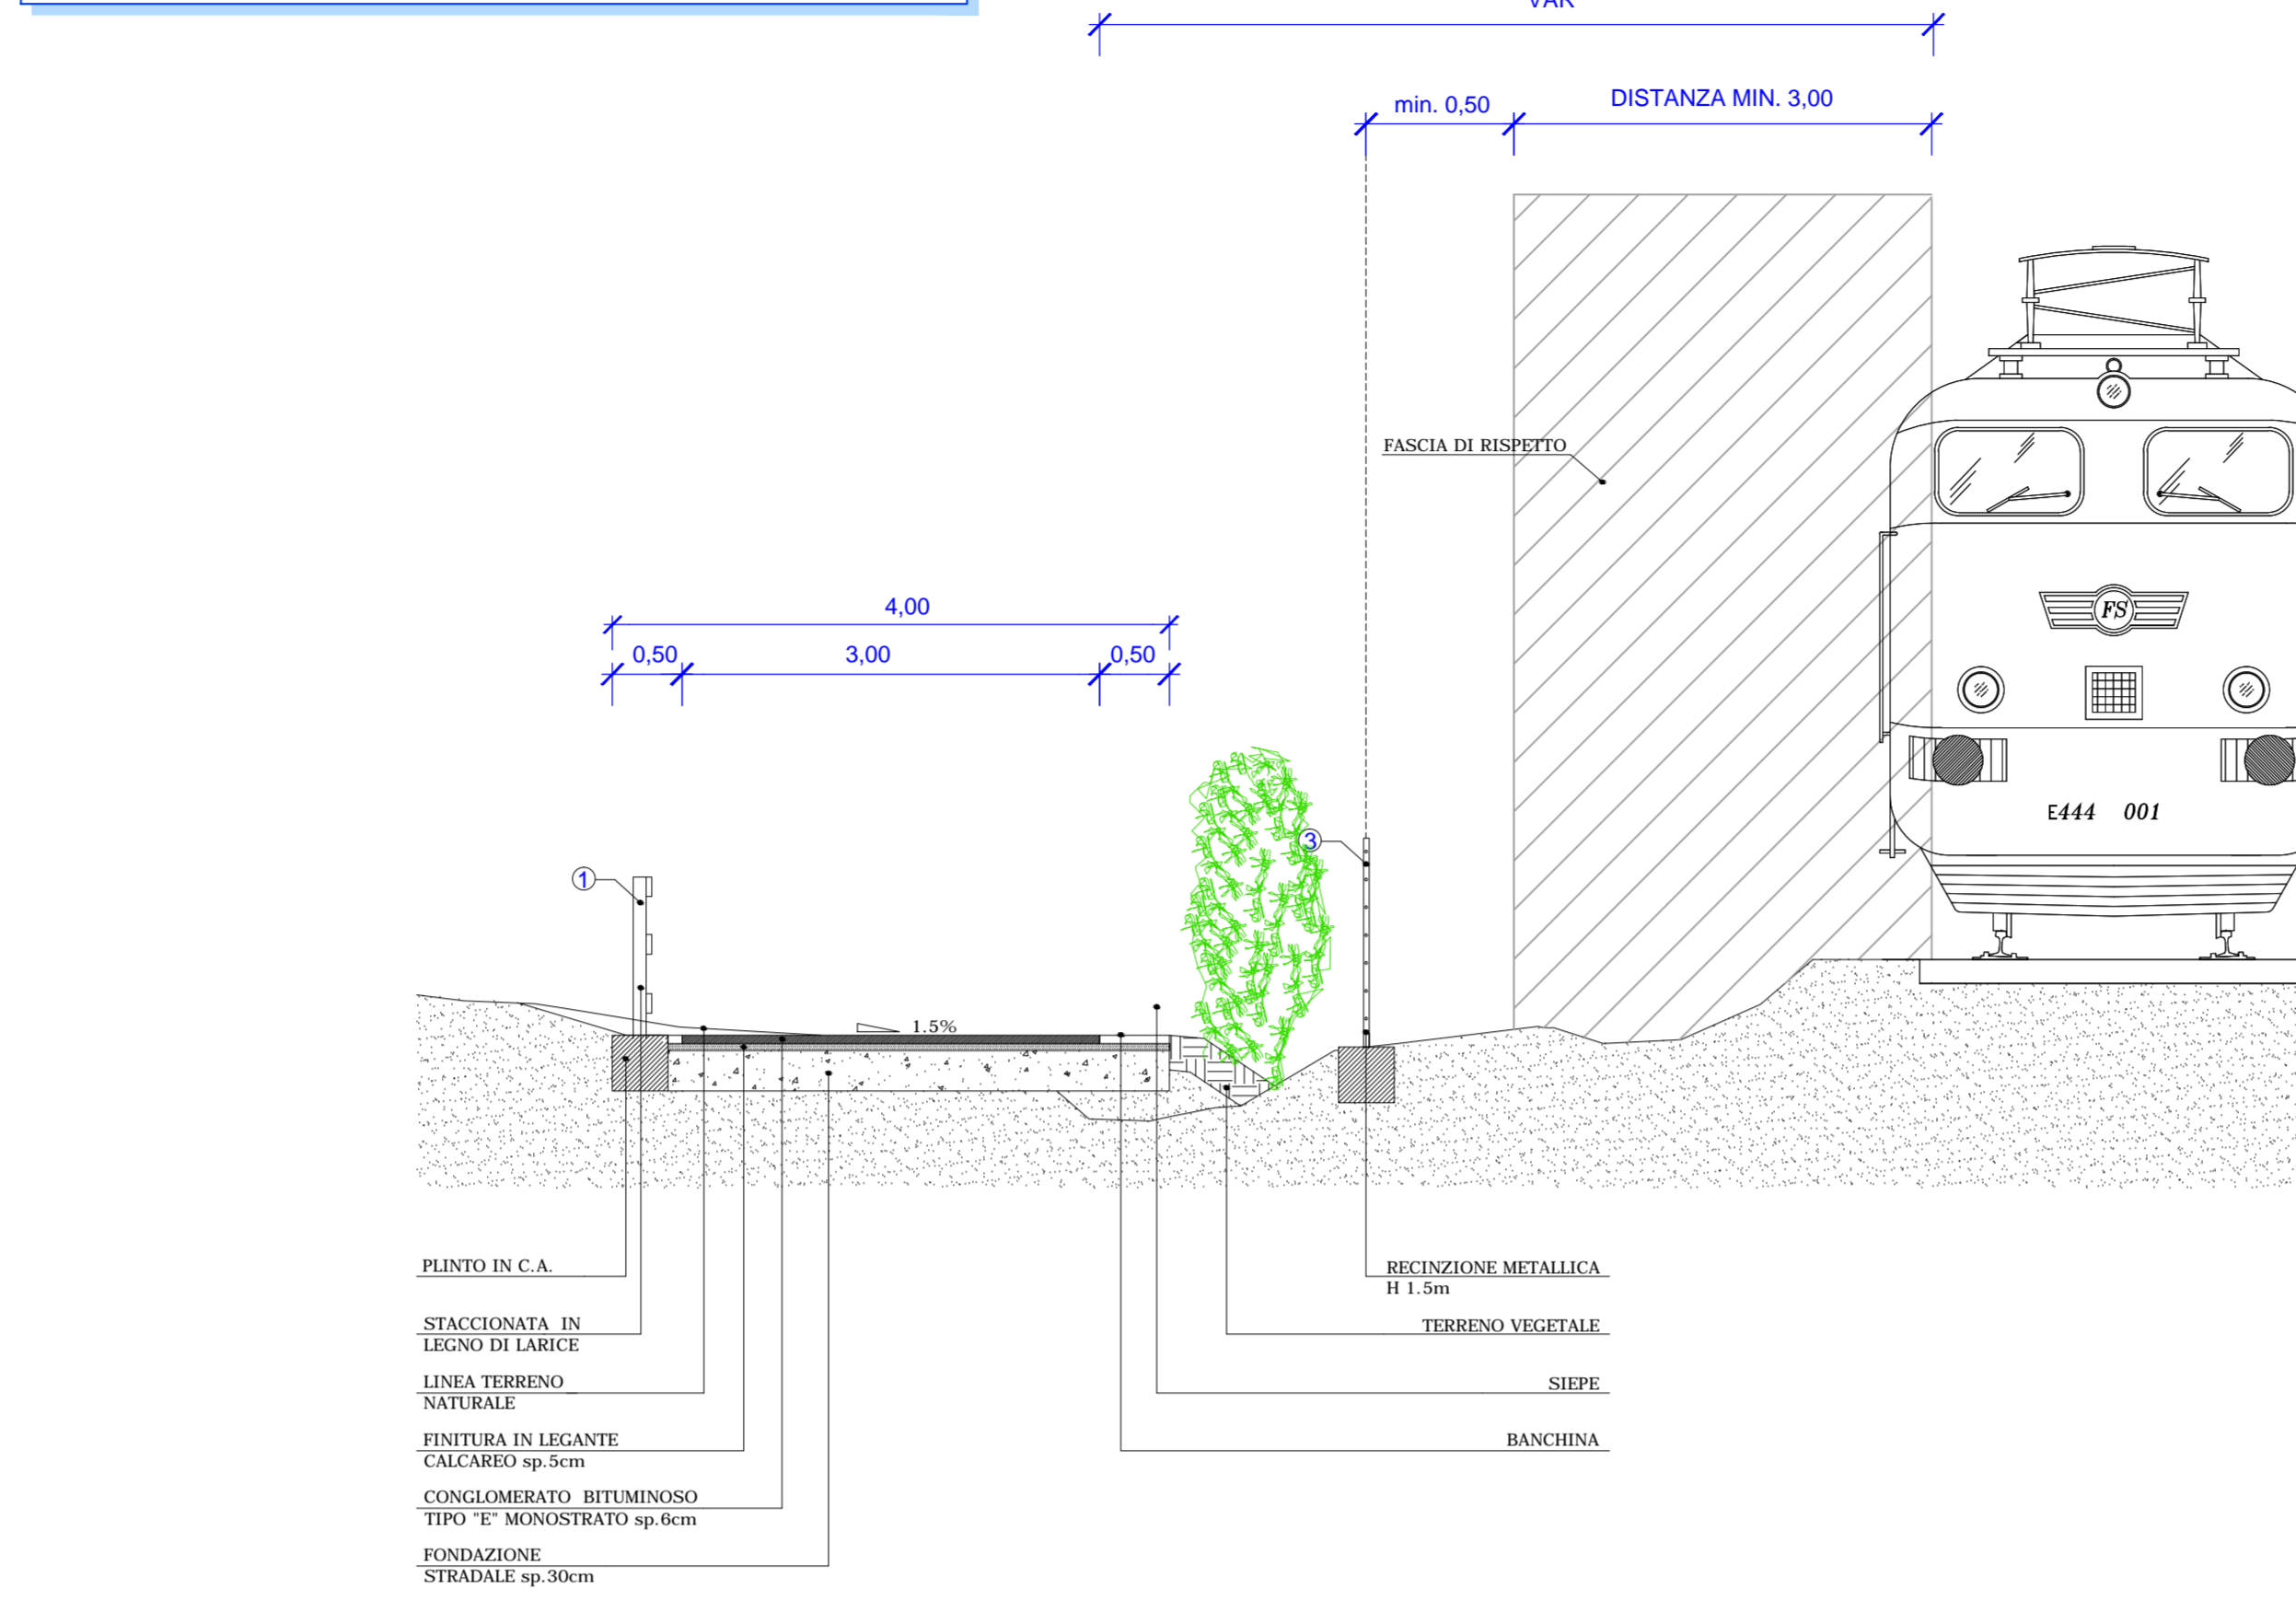 VAR
min. 0,50
DISTANZA MIN. 3,00
FASCIA DI RISPETTO
4,00
0,50
3,00
0,50
FS
E444 001
3
1
1.5%
PLINTO IN C.A.
STACCIONATA IN
LEGNO DI LARICE
LINEA TERRENO
NATURALE
FINITURA IN LEGANTE
CALCAREO sp.5cm
CONGLOMERATO BITUMINOSO
TIPO "E" MONOSTRATO sp.6cm
FONDAZIONE
STRADALE sp.30cm
RECINZIONE METALLICA
H 1.5m
TERRENO VEGETALE
SIEPE
BANCHINA